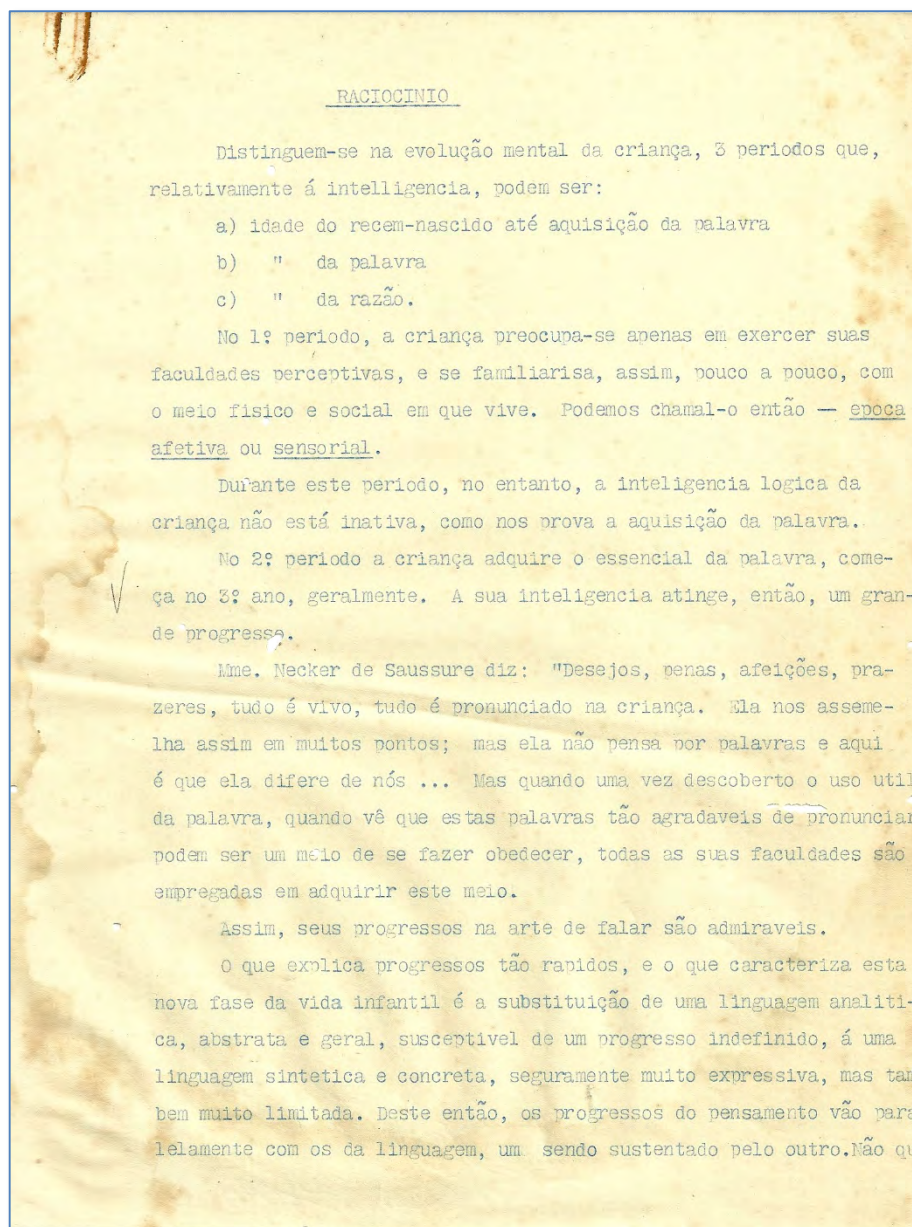 RACIOCINIO
Distinguem-se na evolução mental da criança, 3 periodos que,
relativamente á intelligencia, podem ser:
a) idade do recem-nascido até aquisição da palavra
b) " da palavra
c) " da razão.
No 1º periodo, a criança preocupa-se apenas em exercer suas
faculdades perceptivas, e se familiarisa, assim, pouco a pouco, com
o meio fisico e social em que vive. Podemos chamal-o então — epoca
afetiva ou sensorial.
Durante este periodo, no entanto, a inteligencia logica da
criança não está inativa, como nos prova a aquisição da palavra.
No 2º periodo a criança adquire o essencial da palavra, come-
ça no 3º ano, geralmente. A sua inteligencia atinge, então, um gran-
de progresso.
Mme. Necker de Saussure diz: "Desejos, penas, afeições, pra-
zeres, tudo é vivo, tudo é pronunciado na criança. Ela nos asseme-
lha assim em muitos pontos; mas ela não pensa por palavras e aqui
é que ela difere de nós ... Mas quando uma vez descoberto o uso util
da palavra, quando vê que estas palavras tão agradaveis de pronunciar
podem ser um meio de se fazer obedecer, todas as suas faculdades são
empregadas em adquirir este meio.
Assim, seus progressos na arte de falar são admiraveis.
O que explica progressos tão rapidos, e o que caracteriza esta
nova fase da vida infantil é a substituição de uma linguagem analiti-
ca, abstrata e geral, susceptivel de um progresso indefinido, á uma
linguagem sintetica e concreta, seguramente muito expressiva, mas tam
bem muito limitada. Deste então, os progressos do pensamento vão para
lelamente com os da linguagem, um sendo sustentado pelo outro.Não qu